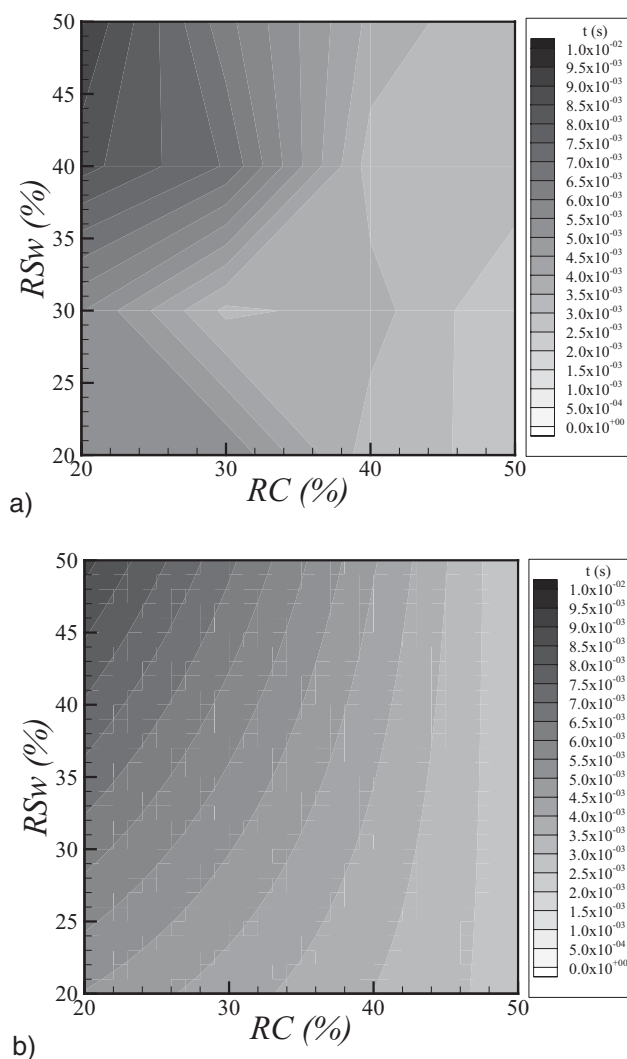 50
45
40
35
30
25
20
RSw (%)
20
30
40
50
RC (%)
t (s)
1.0x10⁻⁰²
9.5x10⁻⁰³
9.0x10⁻⁰³
8.5x10⁻⁰³
8.0x10⁻⁰³
7.5x10⁻⁰³
7.0x10⁻⁰³
6.5x10⁻⁰³
6.0x10⁻⁰³
5.5x10⁻⁰³
5.0x10⁻⁰³
4.5x10⁻⁰³
4.0x10⁻⁰³
3.5x10⁻⁰³
3.0x10⁻⁰³
2.5x10⁻⁰³
2.0x10⁻⁰³
1.5x10⁻⁰³
1.0x10⁻⁰³
5.0x10⁻⁰⁴
0.0x10⁺⁰⁰
a)
50
45
40
35
30
25
20
RSw (%)
20
30
40
50
RC (%)
t (s)
1.0x10⁻⁰²
9.5x10⁻⁰³
9.0x10⁻⁰³
8.5x10⁻⁰³
8.0x10⁻⁰³
7.5x10⁻⁰³
7.0x10⁻⁰³
6.5x10⁻⁰³
6.0x10⁻⁰³
5.5x10⁻⁰³
5.0x10⁻⁰³
4.5x10⁻⁰³
4.0x10⁻⁰³
3.5x10⁻⁰³
3.0x10⁻⁰³
2.5x10⁻⁰³
2.0x10⁻⁰³
1.5x10⁻⁰³
1.0x10⁻⁰³
5.0x10⁻⁰⁴
0.0x10⁺⁰⁰
b)